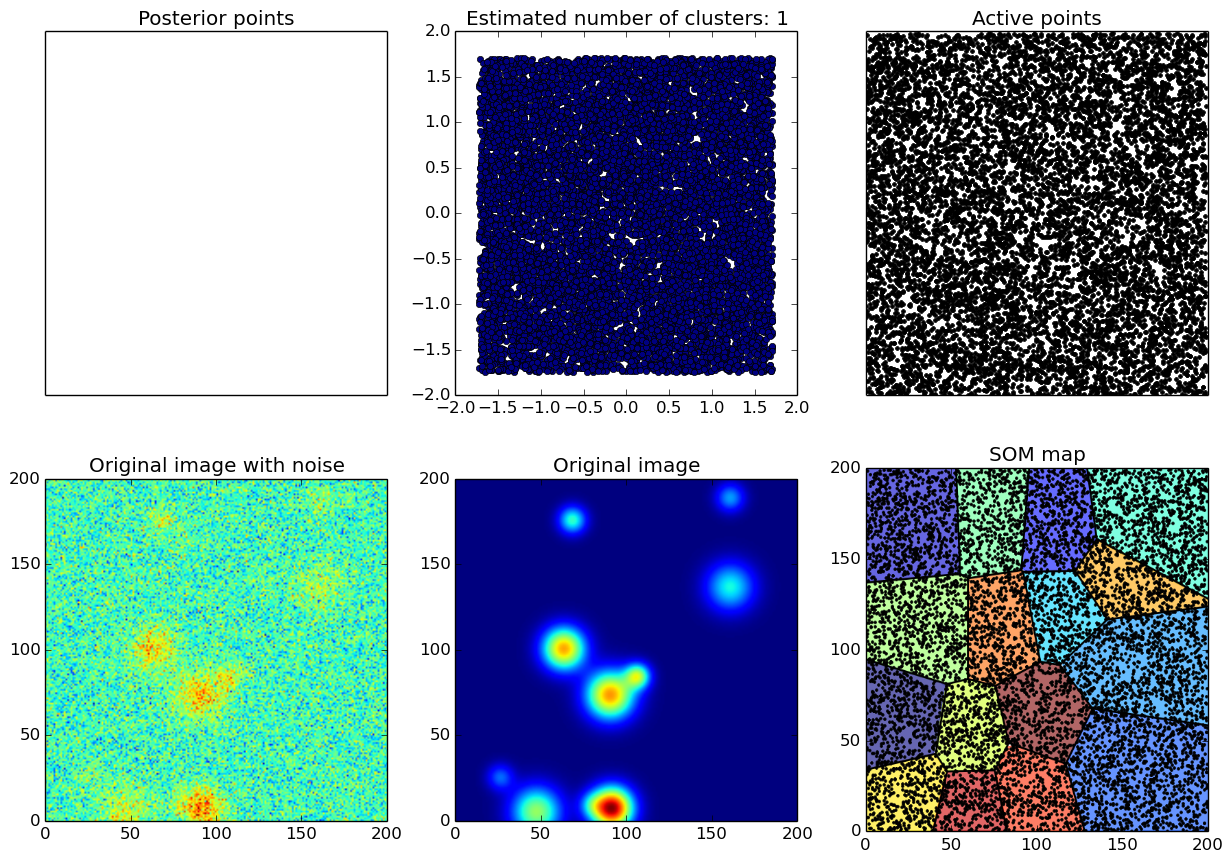 Posterior points
Estimated number of clusters: 1
Active points
2.0
1.5
1.0
0.5
0.0
−0.5
−1.0
−1.5
−2.0
−2.0 −1.5 −1.0 −0.5 0.0 0.5 1.0 1.5 2.0
Original image with noise
200
150
100
50
0
0 50 100 150 200
Original image
200
150
100
50
0
0 50 100 150 200
SOM map
200
150
100
50
0
0 50 100 150 200